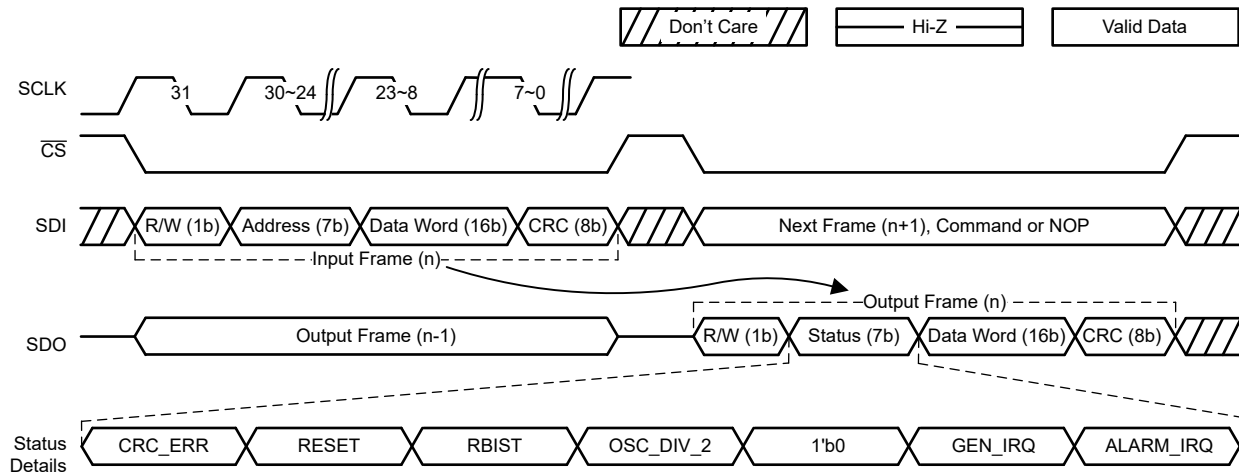 Don't Care
Hi-Z
Valid Data
SCLK
31
30~24
23~8
7~0
CS
SDI
R/W (1b)
Address (7b)
Data Word (16b)
CRC (8b)
Next Frame (n+1), Command or NOP
Input Frame (n)
Output Frame (n)
SDO
Output Frame (n-1)
R/W (1b)
Status (7b)
Data Word (16b)
CRC (8b)
Status
Details
CRC_ERR
RESET
RBIST
OSC_DIV_2
1'b0
GEN_IRQ
ALARM_IRQ